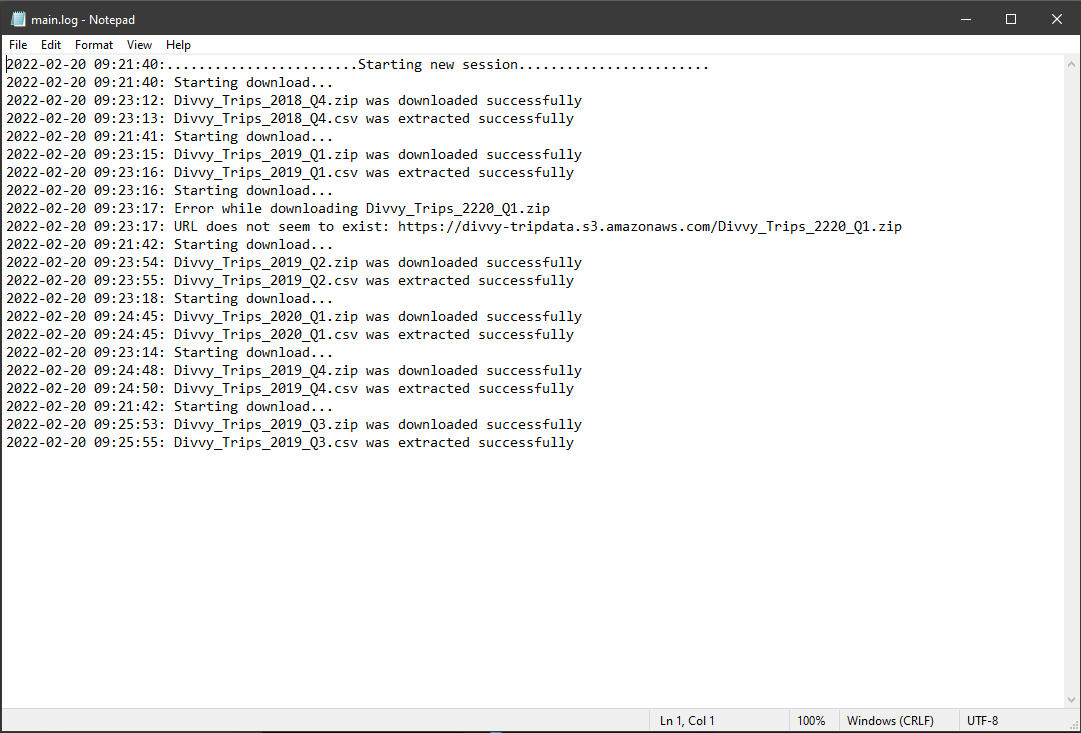 main.log - Notepad
File Edit Format View Help
2022-02-20 09:21:40:........................Starting new session........................
2022-02-20 09:21:40: Starting download...
2022-02-20 09:23:12: Divvy_Trips_2018_Q4.zip was downloaded successfully
2022-02-20 09:23:13: Divvy_Trips_2018_Q4.csv was extracted successfully
2022-02-20 09:21:41: Starting download...
2022-02-20 09:23:15: Divvy_Trips_2019_Q1.zip was downloaded successfully
2022-02-20 09:23:16: Divvy_Trips_2019_Q1.csv was extracted successfully
2022-02-20 09:23:16: Starting download...
2022-02-20 09:23:17: Error while downloading Divvy_Trips_2220_Q1.zip
2022-02-20 09:23:17: URL does not seem to exist: https://divvy-tripdata.s3.amazonaws.com/Divvy_Trips_2220_Q1.zip
2022-02-20 09:21:42: Starting download...
2022-02-20 09:23:54: Divvy_Trips_2019_Q2.zip was downloaded successfully
2022-02-20 09:23:55: Divvy_Trips_2019_Q2.csv was extracted successfully
2022-02-20 09:23:18: Starting download...
2022-02-20 09:24:45: Divvy_Trips_2020_Q1.zip was downloaded successfully
2022-02-20 09:24:45: Divvy_Trips_2020_Q1.csv was extracted successfully
2022-02-20 09:23:14: Starting download...
2022-02-20 09:24:48: Divvy_Trips_2019_Q4.zip was downloaded successfully
2022-02-20 09:24:50: Divvy_Trips_2019_Q4.csv was extracted successfully
2022-02-20 09:21:42: Starting download...
2022-02-20 09:25:53: Divvy_Trips_2019_Q3.zip was downloaded successfully
2022-02-20 09:25:55: Divvy_Trips_2019_Q3.csv was extracted successfully
Ln 1, Col 1 100% Windows (CRLF) UTF-8